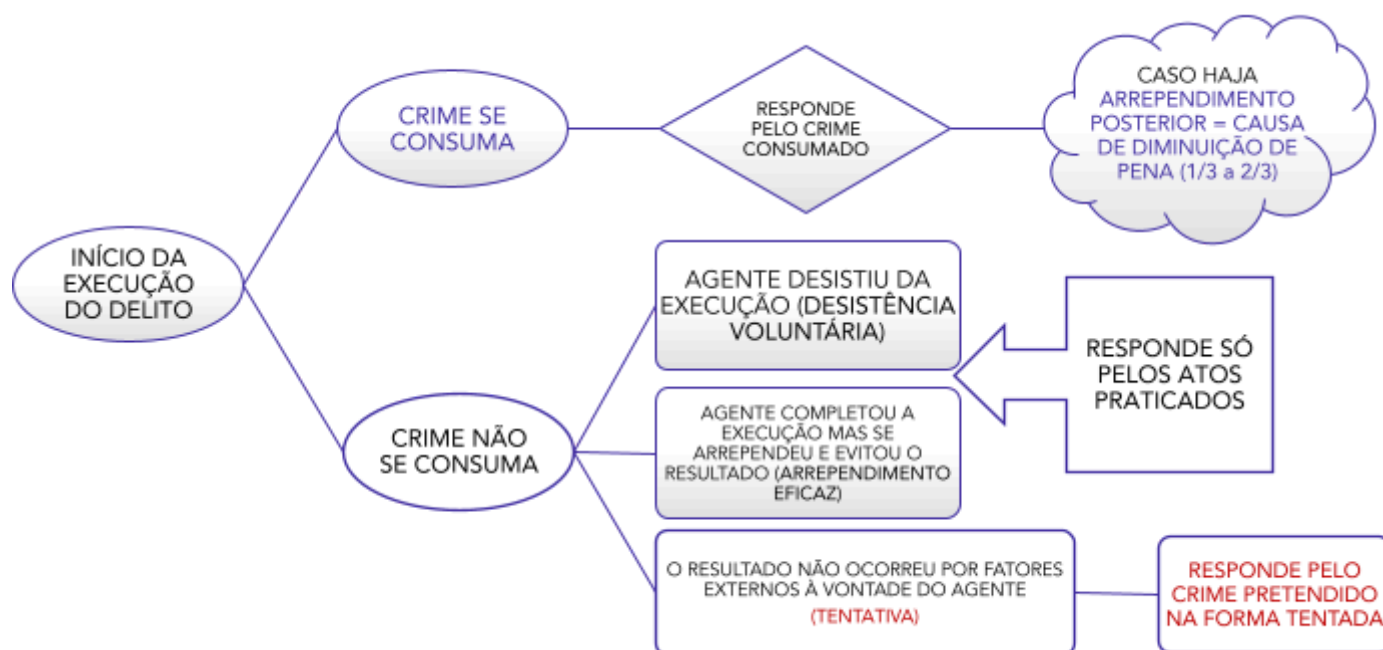 INÍCIO DA
EXECUÇÃO
DO DELITO
CRIME SE
CONSUMA
RESPONDE
PELO CRIME
CONSUMADO
CASO HAJA
ARREPENDIMENTO
POSTERIOR = CAUSA
DE DIMINUIÇÃO DE
PENA (1/3 a 2/3)
CRIME NÃO
SE CONSUMA
AGENTE DESISTIU DA
EXECUÇÃO (DESISTÊNCIA
VOLUNTÁRIA)
AGENTE COMPLETOU A
EXECUÇÃO MAS SE
ARREPENDEU E EVITOU O
RESULTADO (ARREPENDIMENTO
EFICAZ)
RESPONDE SÓ
PELOS ATOS
PRATICADOS
O RESULTADO NÃO OCORREU POR FATORES
EXTERNOS À VONTADE DO AGENTE
(TENTATIVA)
RESPONDE PELO
CRIME PRETENDIDO
NA FORMA TENTADA